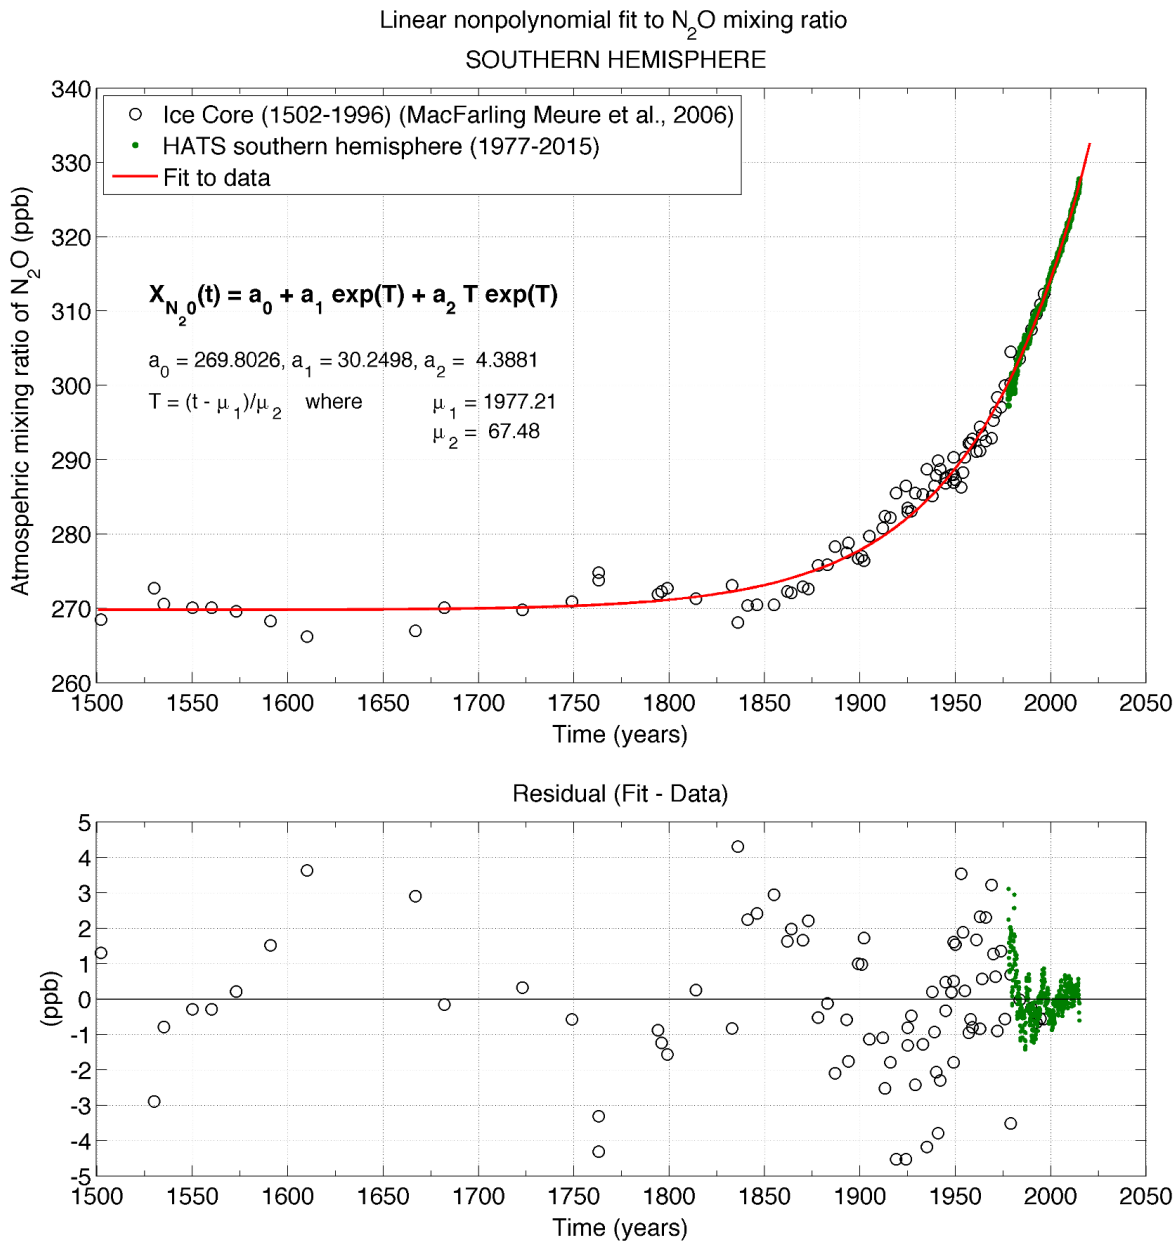 Linear nonpolynomial fit to N₂O mixing ratio
SOUTHERN HEMISPHERE
340
330
320
310
300
290
280
270
260
Atmospehric mixing ratio of N₂O (ppb)
Ice Core (1502-1996) (MacFarling Meure et al., 2006)
HATS southern hemisphere (1977-2015)
Fit to data
X_N₂0(t) = a₀ + a₁ exp(T) + a₂ T exp(T)
a₀ = 269.8026, a₁ = 30.2498, a₂ = 4.3881
T = (t - μ₁)/μ₂ where μ₁ = 1977.21
μ₂ = 67.48
1500 1550 1600 1650 1700 1750 1800 1850 1900 1950 2000 2050
Time (years)
Residual (Fit - Data)
5
4
3
2
1
0
-1
-2
-3
-4
-5
(ppb)
1500 1550 1600 1650 1700 1750 1800 1850 1900 1950 2000 2050
Time (years)